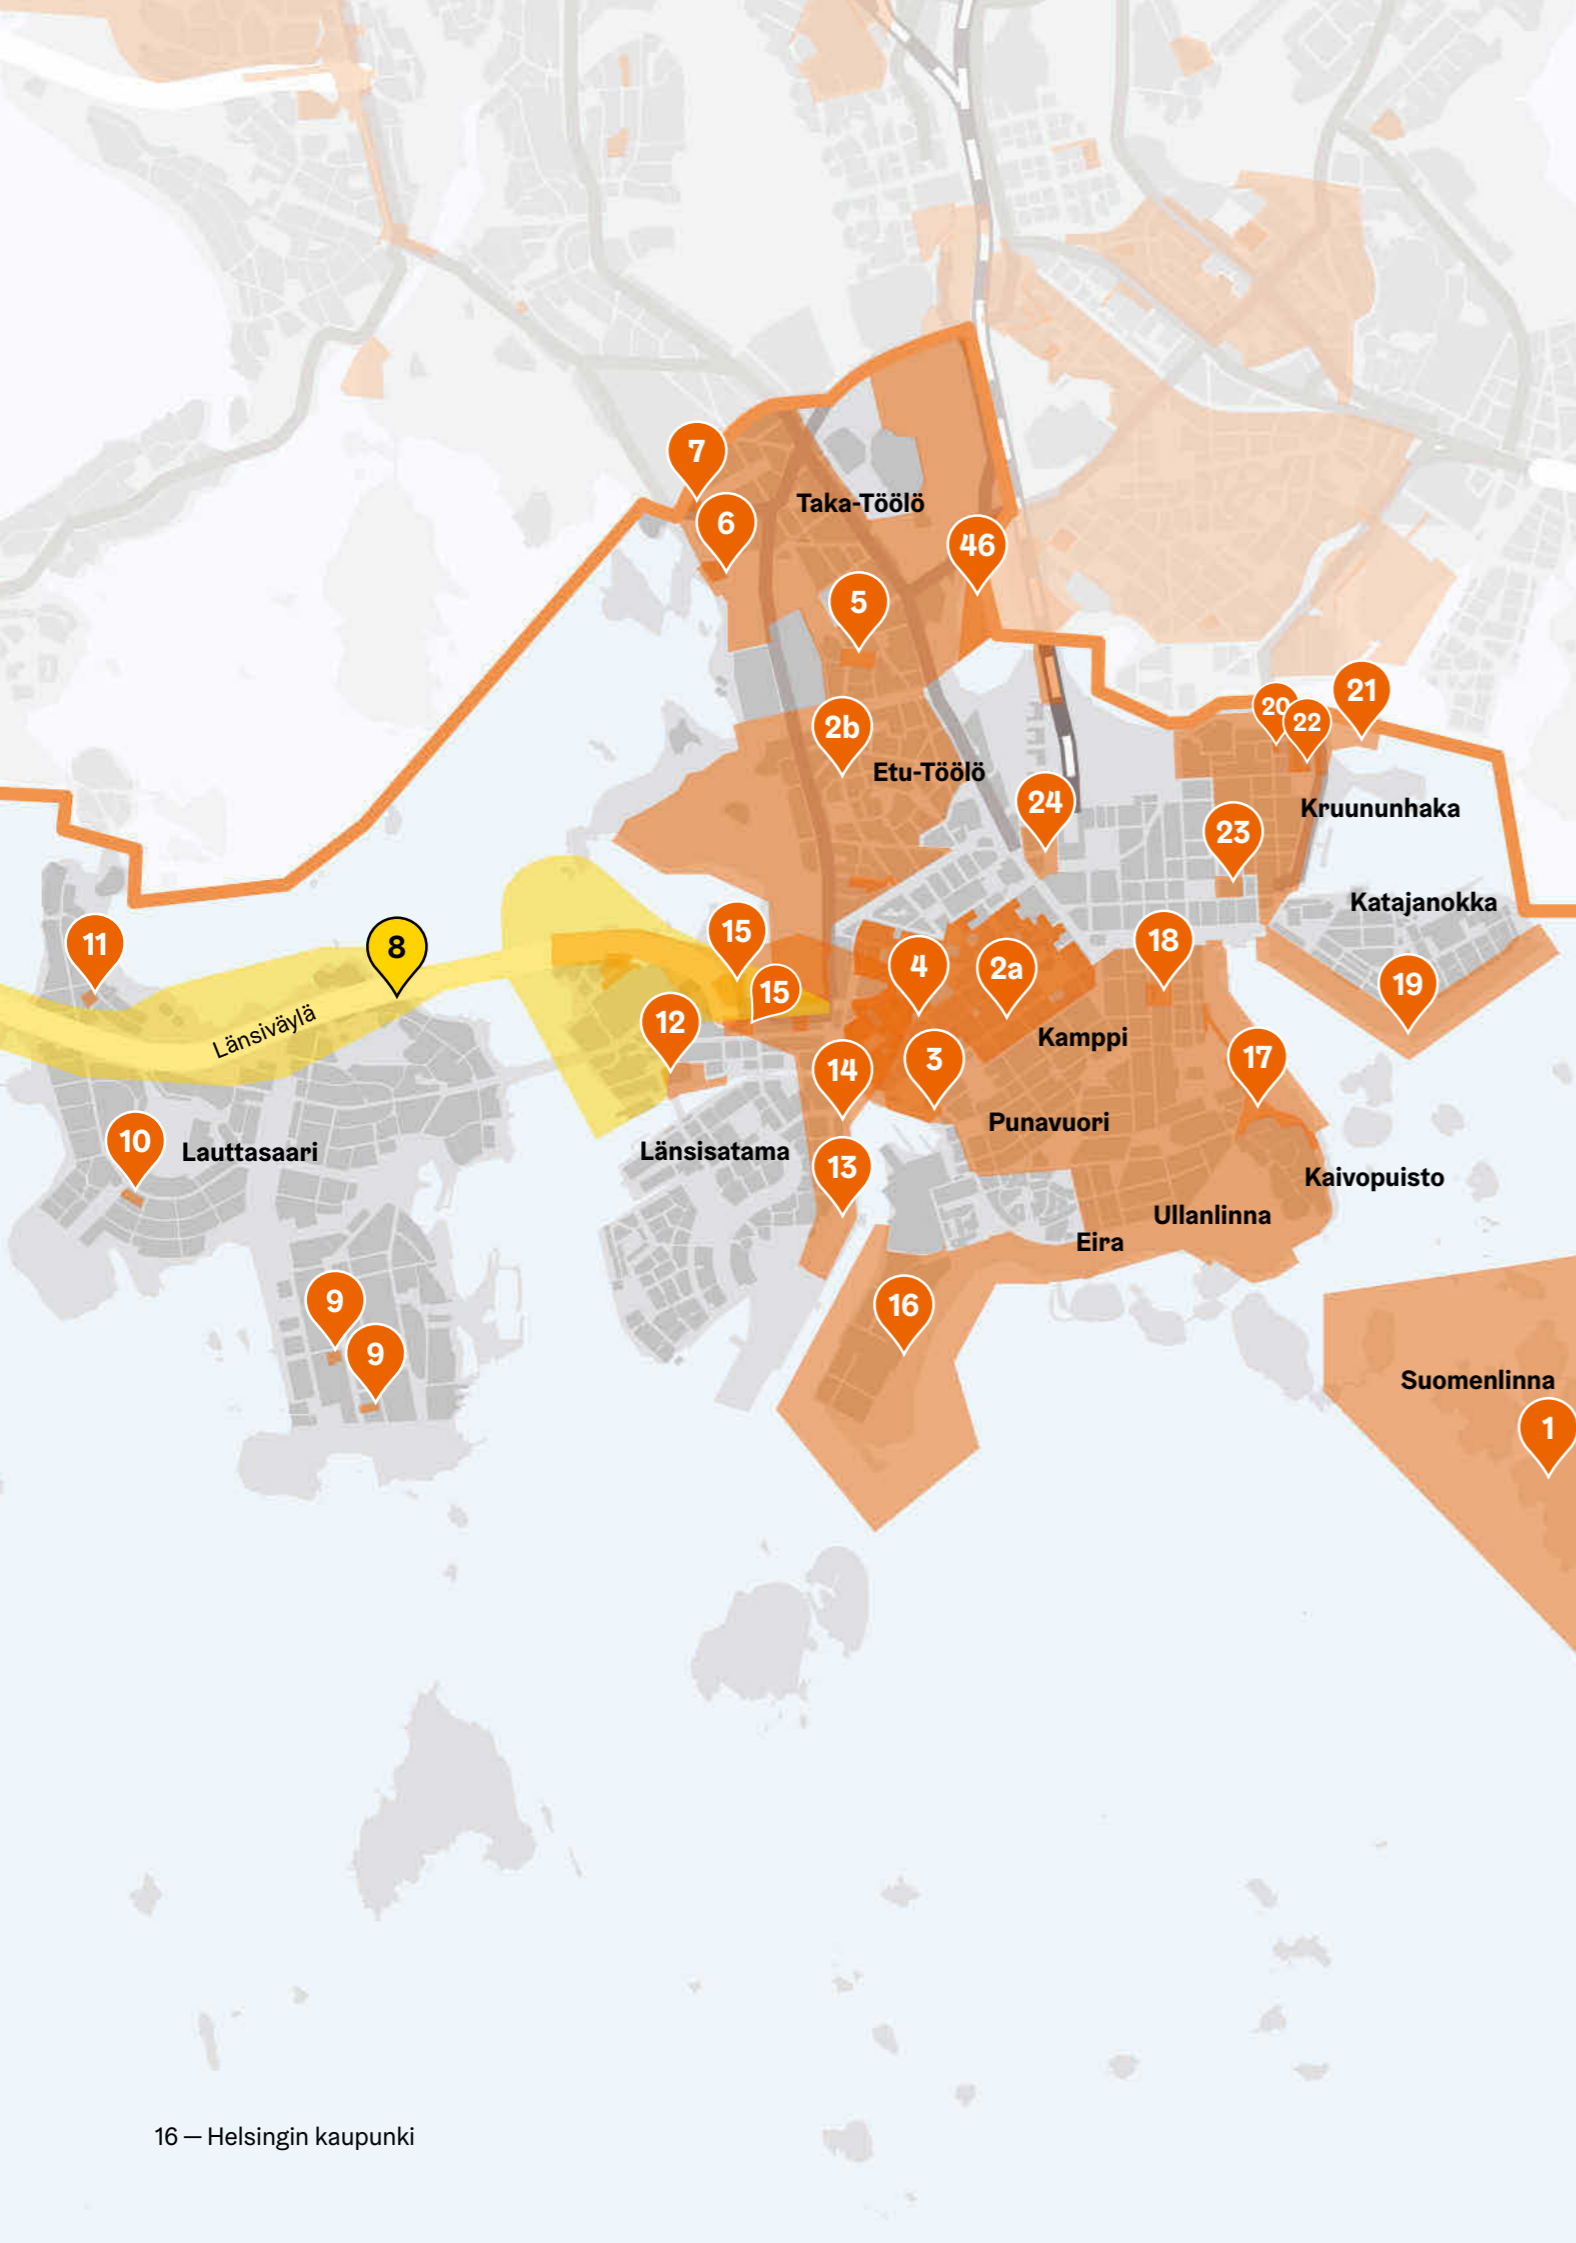 7
6
Taka-Töölö
46
5
2b
Etu-Töölö
21
20
22
24
Kruununhaka
23
Katajanokka
11
8
15
18
4
2a
19
15
Länsiväylä
12
Kamppi
14
3
17
10
Lauttasaari
Länsisatama
Punavuori
13
Kaivopuisto
Ullanlinna
Eira
9
16
9
Suomenlinna
1
16 — Helsingin kaupunki